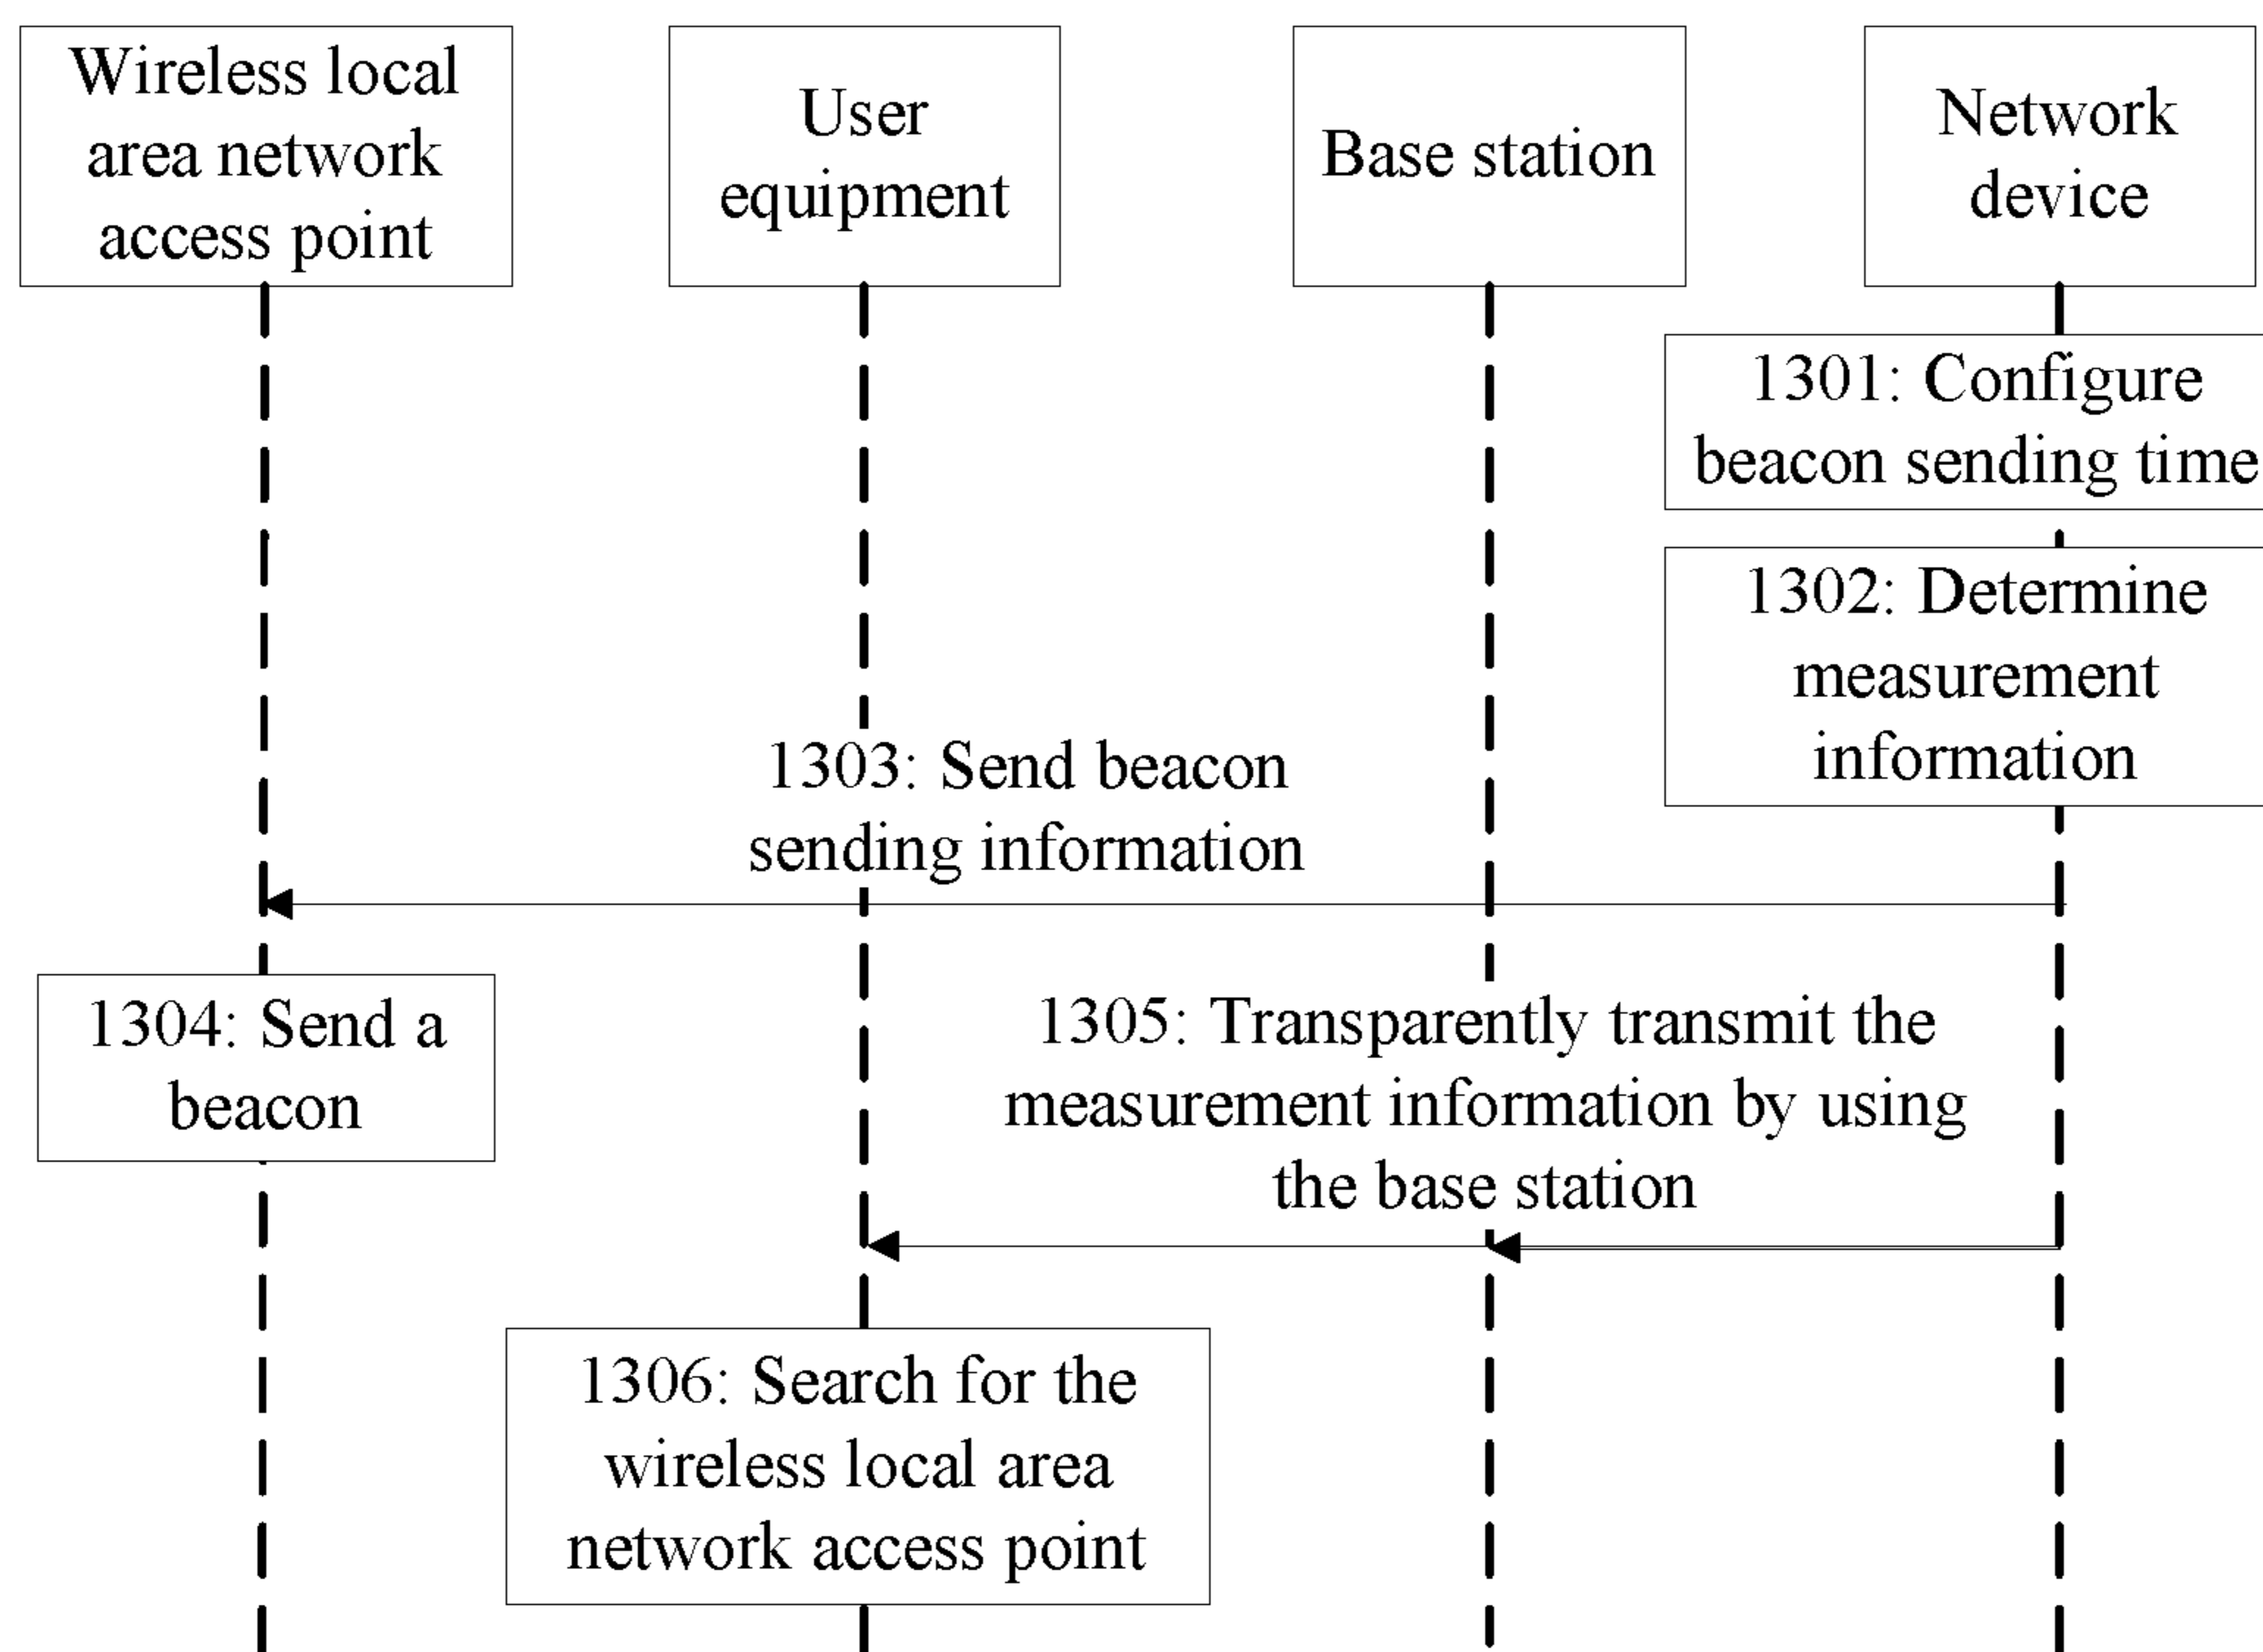 Wireless local
area network
access point
User
equipment
Base station
Network
device
1301: Configure
beacon sending time
1302: Determine
measurement
information
1303: Send beacon
sending information
1304: Send a
beacon
1305: Transparently transmit the
measurement information by using
the base station
1306: Search for the
wireless local area
network access point